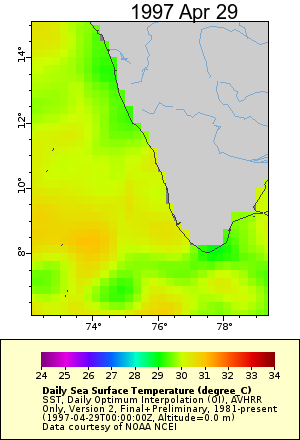 1997 Apr 29
14°
12°
10°
8°
74° 76° 78°
24 25 26 27 28 29 30 31 32 33 34
Daily Sea Surface Temperature (degree_C)
SST, Daily Optimum Interpolation (OI), AVHRR
Only, Version 2, Final+Preliminary, 1981-present
(1997-04-29T00:00:00Z, Altitude=0.0 m)
Data courtesy of NOAA NCEI